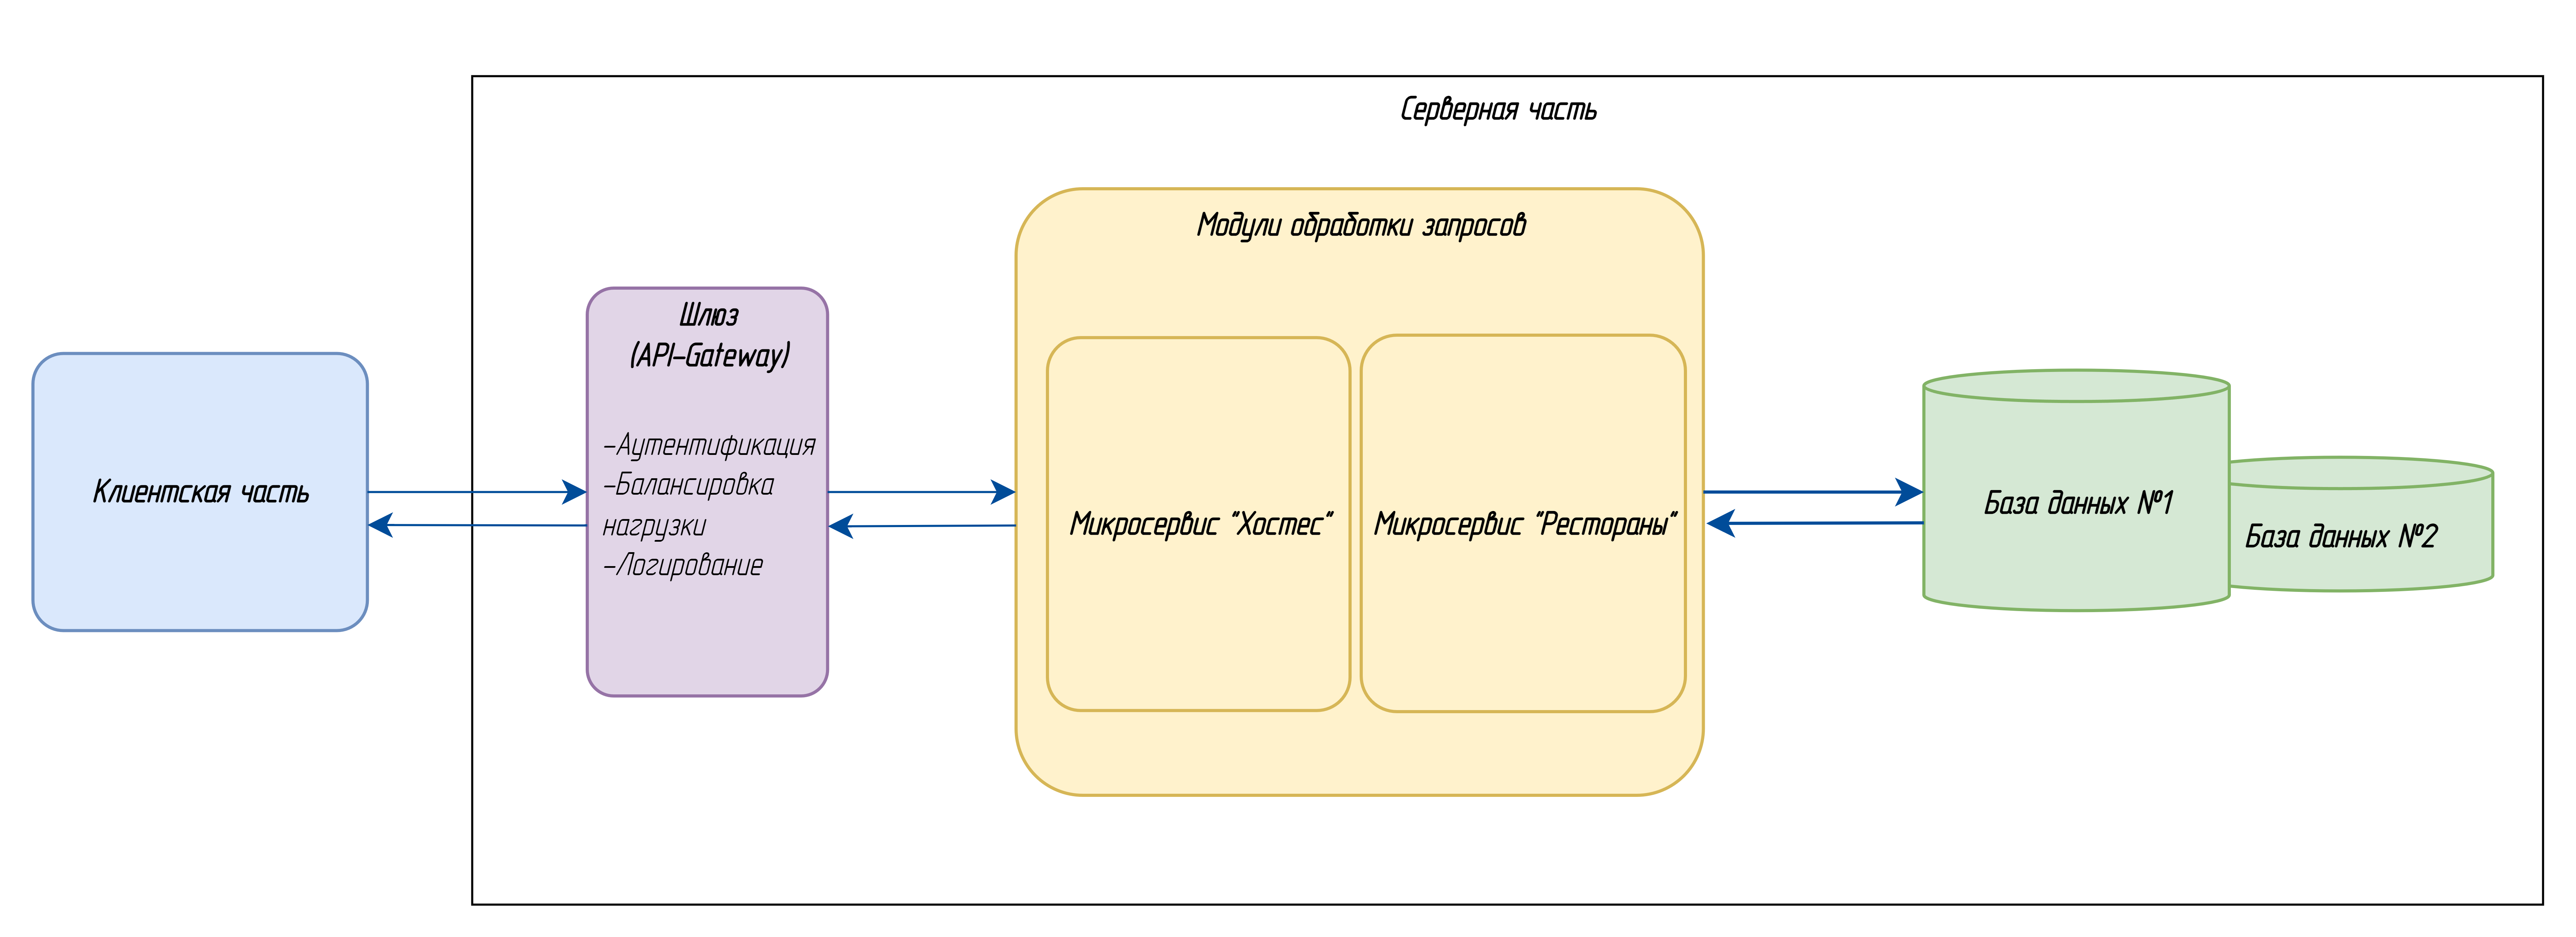 Серверная часть
Модули обработки запросов
Шлюз
(API-Gateway)
-Аутентификация
-Балансировка
нагрузки
-Логирование
Клиентская часть
Микросервис "Хостес"
Микросервис "Рестораны"
База данных №1
База данных №2